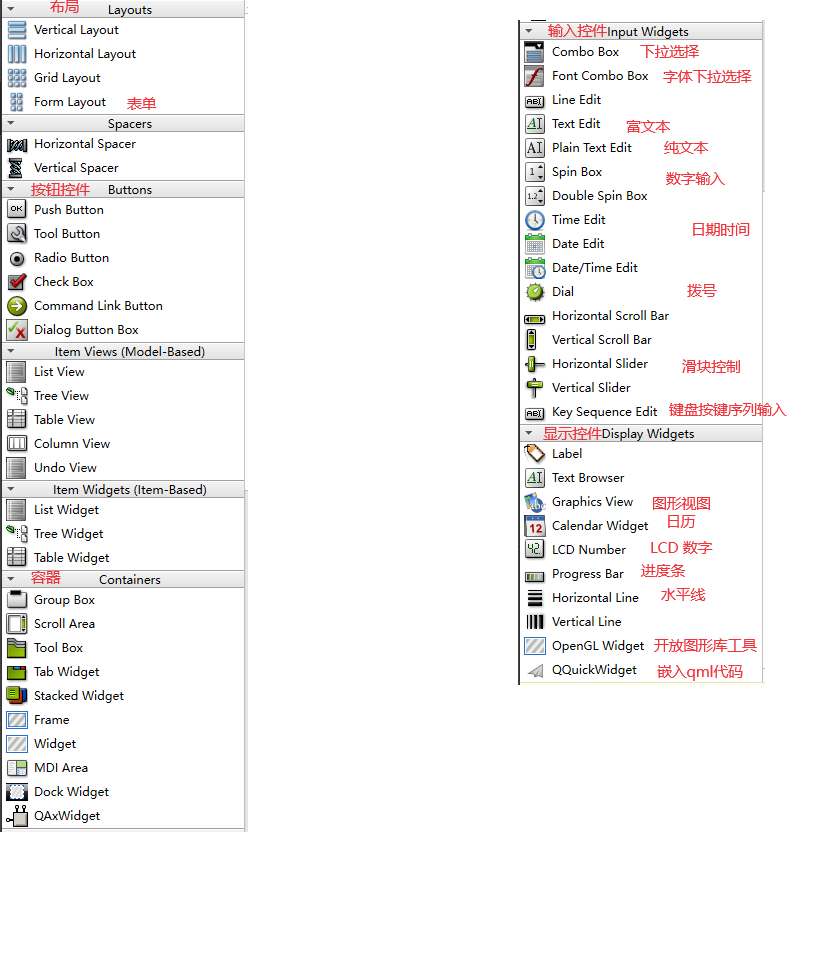 布局 Layouts
Vertical Layout
Horizontal Layout
Grid Layout
Form Layout 表单
Spacers
Horizontal Spacer
Vertical Spacer
按钮控件 Buttons
OK Push Button
Tool Button
Radio Button
Check Box
Command Link Button
Dialog Button Box
Item Views (Model-Based)
List View
Tree View
Table View
Column View
Undo View
Item Widgets (Item-Based)
List Widget
Tree Widget
Table Widget
容器 Containers
Group Box
Scroll Area
Tool Box
Tab Widget
Stacked Widget
Frame
Widget
MDI Area
Dock Widget
QAxWidget
输入控件Input Widgets
Combo Box 下拉选择
f Font Combo Box 字体下拉选择
ABI Line Edit
AI Text Edit 富文本
AI Plain Text Edit 纯文本
1 Spin Box 数字输入
1.2 Double Spin Box
Time Edit 日期时间
Date Edit
Date/Time Edit
Dial 拨号
Horizontal Scroll Bar
Vertical Scroll Bar
Horizontal Slider 滑块控制
Vertical Slider
ABI Key Sequence Edit 键盘按键序列输入
显示控件Display Widgets
Label
AI Text Browser
Graphics View 图形视图
12 Calendar Widget 日历
42 LCD Number LCD 数字
Progress Bar 进度条
Horizontal Line 水平线
Vertical Line
OpenGL Widget 开放图形库工具
QQuickWidget 嵌入qml代码